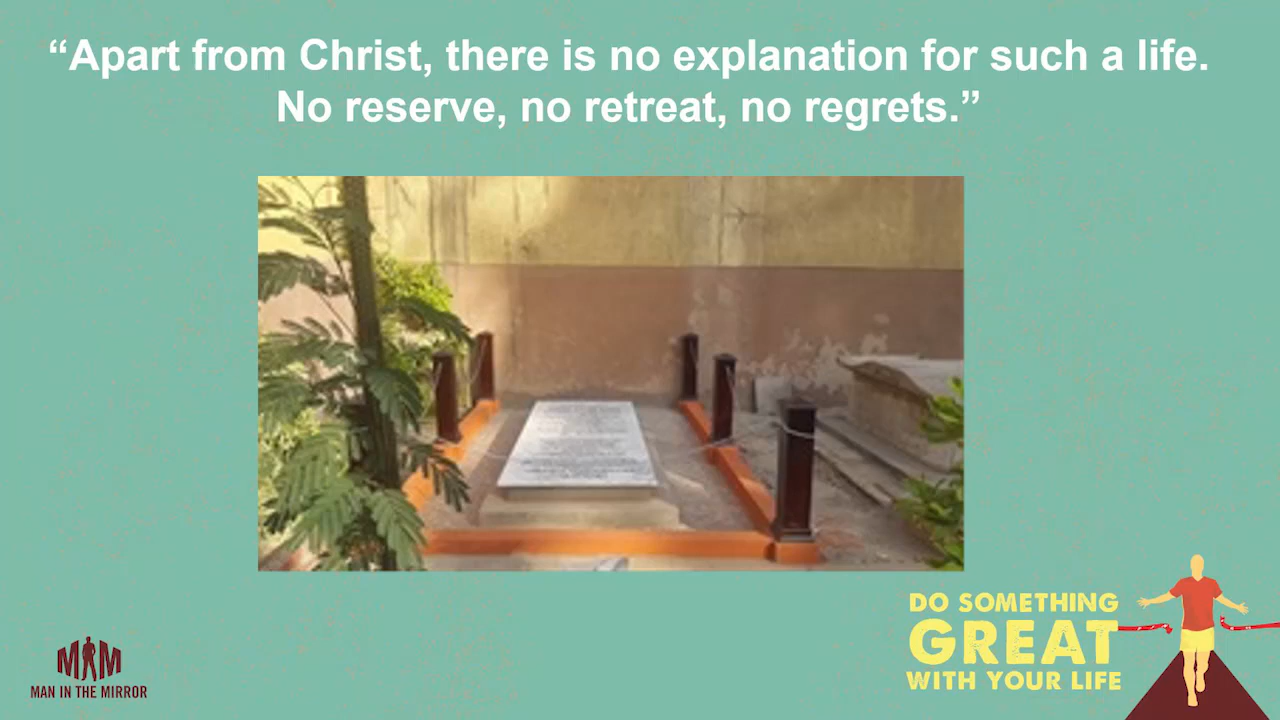 “Apart from Christ, there is no explanation for such a life.
No reserve, no retreat, no regrets.”
DO SOMETHING
GREAT
WITH YOUR LIFE
MIM
MAN IN THE MIRROR